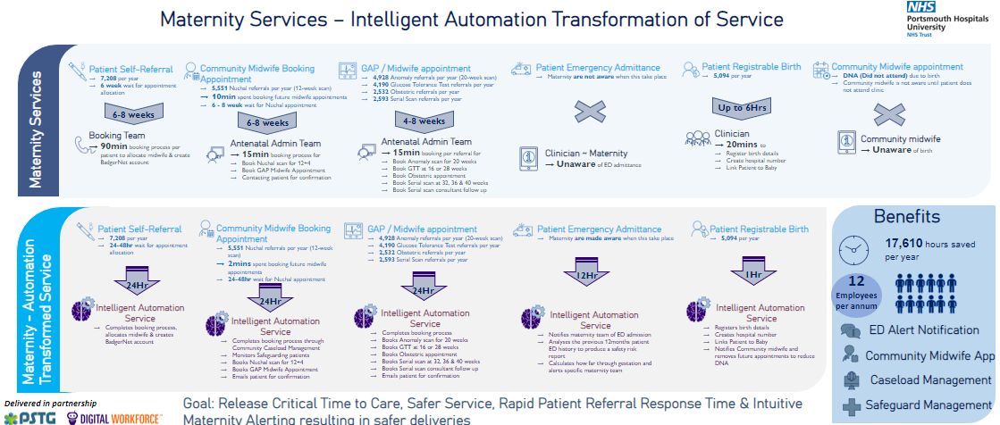 Maternity Services – Intelligent Automation Transformation of Service
NHS
Portsmouth Hospitals
University
NHS Trust
Maternity Services
Patient Self-Referral
→ 7,208 per year
→ 6 week wait for appointment
allocation
6-8 weeks
Booking Team
→ 90min booking process per
patient to allocate midwife & create
BadgerNet account
Community Midwife Booking
Appointment
→ 5,551 Nuchal referrals per year (12-week scan)
→ 10min spent booking future midwife appointments
→ 6 - 8 week wait for Nuchal appointment
6-8 weeks
Antenatal Admin Team
→ 15min booking process for
→ Book Nuchal scan for 12+4
→ Book GAP Midwife Appointment
→ Contacting patient for confirmation
GAP / Midwife appointment
→ 4,928 Anomaly referrals per year (20-week scan)
→ 4,190 Glucose Tolerance Test referrals per year
→ 2,532 Obstetric referrals per year
→ 2,593 Serial Scan referrals per year
4-8 weeks
Antenatal Admin Team
→ 15min booking per referral for
→ Book Anomaly scan for 20 weeks
→ Book GTT at 16 or 28 weeks
→ Book Obstetric appointment
→ Book Serial scan at 32, 36 & 40 weeks
→ Book Serial scan consultant follow up
Patient Emergency Admittance
→ Maternity are not aware when this take place
Clinician ~ Maternity
→ Unaware of ED admittance
Patient Registrable Birth
→ 5,094 per year
Up to 6Hrs
Clinician
→ 20mins to
→ Register birth details
→ Create hospital number
→ Link Patient to Baby
Community Midwife appointment
→ DNA (Did not attend) due to birth
→ Community midwife is not aware until patient does
not attend clinic
Community midwife
→ Unaware of birth
Maternity – Automation
Transformed Service
Patient Self-Referral
→ 7,208 per year
→ 24-48hr wait for appointment
allocation
24Hr
Intelligent Automation
Service
→ Completes booking process,
allocates midwife & creates
BadgerNet account
Community Midwife Booking
Appointment
→ 5,551 Nuchal referrals per year (12-week
scan)
→ 2mins spent booking future midwife
appointments
→ 24-48hr wait for Nuchal appointment
24Hr
Intelligent Automation
Service
→ Completes booking process through
Community Caseload Management
→ Monitors Safeguarding patients
→ Books Nuchal scan for 12+4
→ Books GAP Midwife Appointment
→ Emails patient for confirmation
GAP / Midwife appointment
→ 4,928 Anomaly referrals per year (20-week scan)
→ 4,190 Glucose Tolerance Test referrals per year
→ 2,532 Obstetric referrals per year
→ 2,593 Serial Scan referrals per year
24Hr
Intelligent Automation
Service
→ Completes booking process
→ Books Anomaly scan for 20 weeks
→ Books GTT at 16 or 28 weeks
→ Books Obstetric appointment
→ Books Serial scan at 32, 36 & 40 weeks
→ Books Serial scan consultant follow up
→ Emails patient for confirmation
Patient Emergency Admittance
→ Maternity are made aware when this take place
12Hr
Intelligent Automation
Service
→ Notifies maternity team of ED admission
→ Analyses the previous 12months patient
ED history to produce a safety risk
report
→ Calculates how far through gestation and
alerts specific maternity team
Patient Registrable Birth
→ 5,094 per year
1Hr
Intelligent Automation
Service
→ Registers birth details
→ Creates hospital number
→ Links Patient to Baby
→ Notifies Community midwife and
removes future appointments to reduce
DNA
Benefits
17,610 hours saved
per year
12
Employees
per annum
ED Alert Notification
Community Midwife App
Caseload Management
Safeguard Management
Delivered in partnership
PSTG
DIGITAL WORKFORCE
Goal: Release Critical Time to Care, Safer Service, Rapid Patient Referral Response Time & Intuitive
Maternity Alerting resulting in safer deliveries